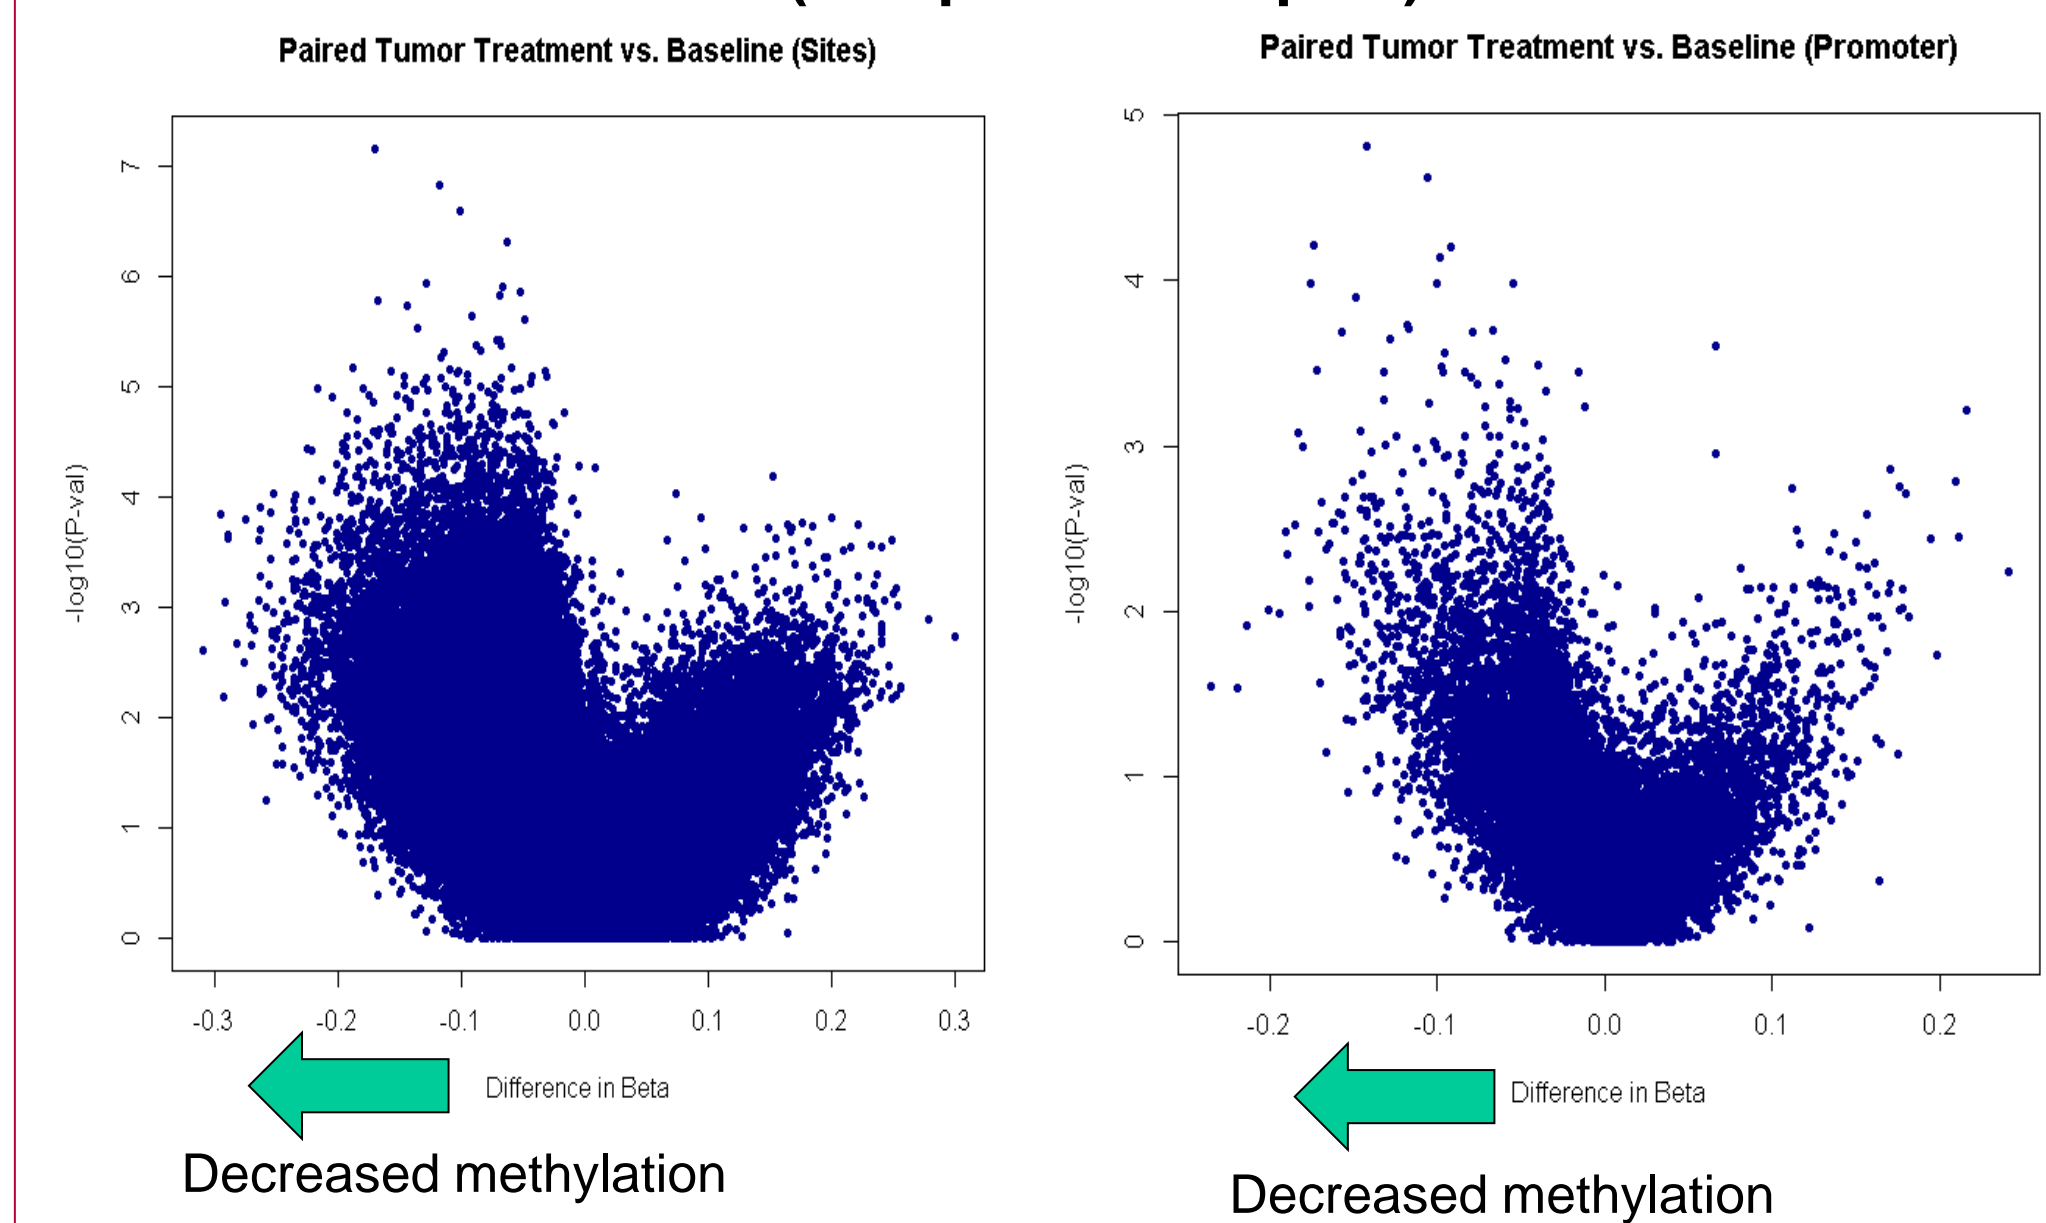 Paired Tumor Treatment vs. Baseline (Sites)
-log10(P-val)
7
6
5
4
3
2
1
0
-0.3 -0.2 -0.1 0.0 0.1 0.2 0.3
Difference in Beta
Decreased methylation
Paired Tumor Treatment vs. Baseline (Promoter)
-log10(P-val)
5
4
3
2
1
0
-0.2 -0.1 0.0 0.1 0.2
Difference in Beta
Decreased methylation